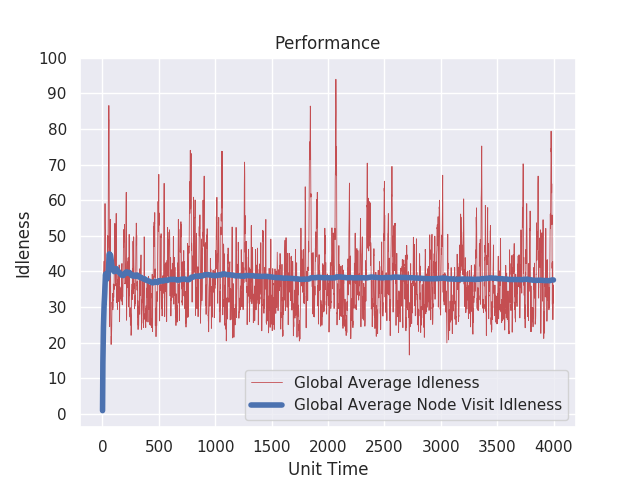 Performance
100
90
80
70
60
50
40
30
20
10
0
Idleness
Global Average Idleness
Global Average Node Visit Idleness
0 500 1000 1500 2000 2500 3000 3500 4000
Unit Time